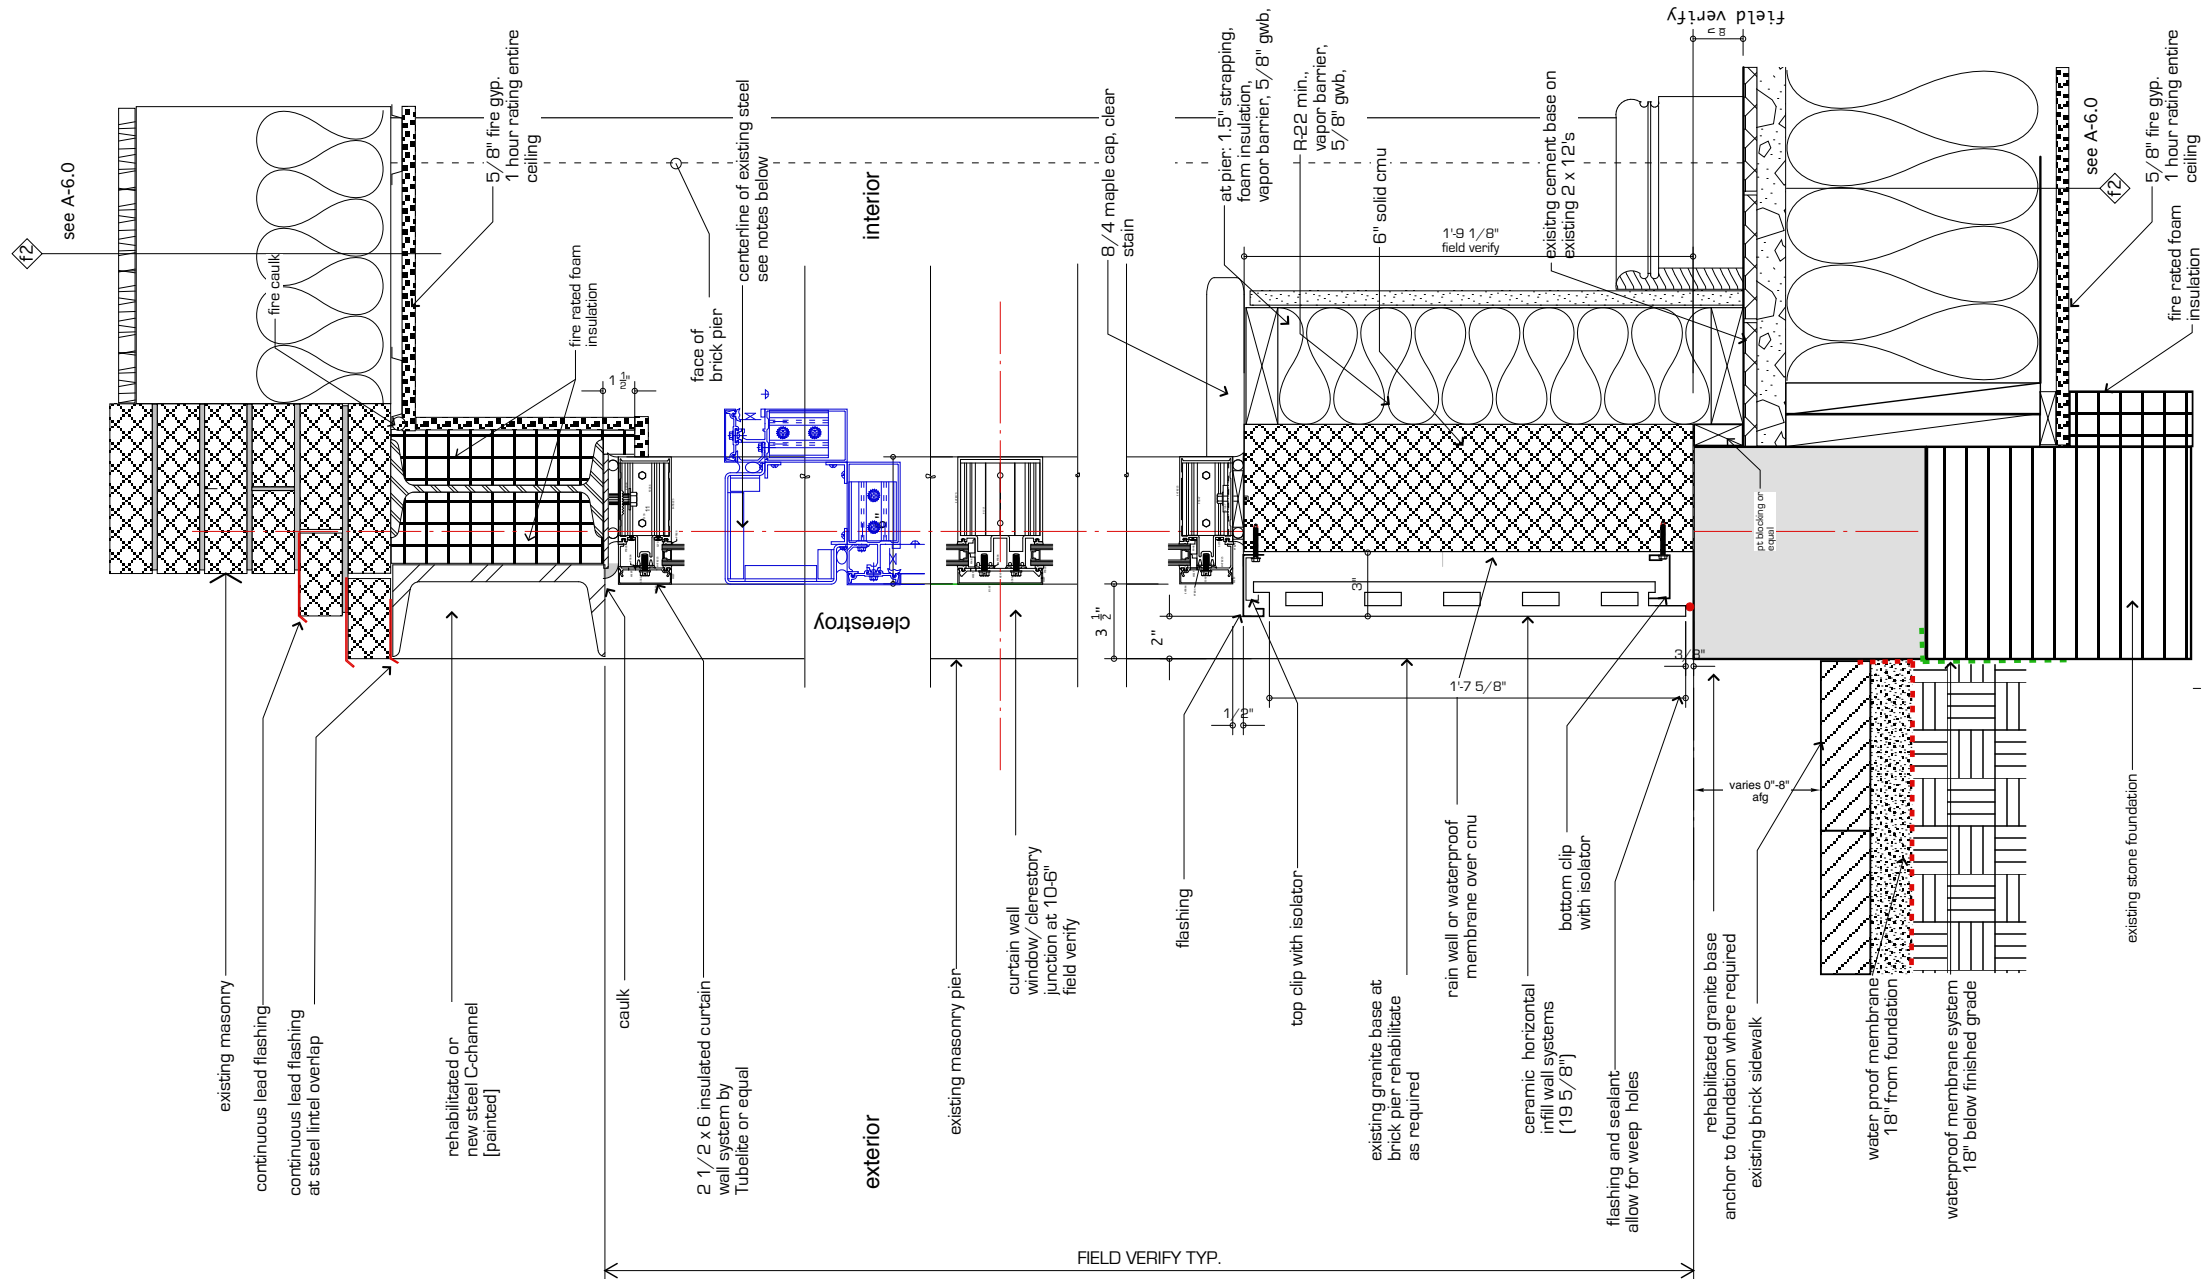 f2
see A-6.0
5/8" fire gyp.
1 hour rating entire
ceiling
fire caulk
fire rated foam
insulation
1 1/2"
face of
brick pier
centerline of existing steel
see notes below
interior
clerestroy
8/4 maple cap, clear
stain
at pier: 1.5" strapping,
foam insulation,
vapor barrier, 5/8" gwb,
R-22 min.,
vapor barrier,
5/8" gwb,
6" solid cmu
1'-9 1/8"
field verify
exisitng cement base on
existing 2 x 12's
field verify
see A-6.0
f2
5/8" fire gyp.
1 hour rating entire
ceiling
fire rated foam
insulation
pt blocking or
equal
3"
3 1/2"
2"
1/2"
1'-7 5/8"
3/8"
varies 0"-8"
afg
existing masonry
continuous lead flashing
continuous lead flashing
at steel lintel overlap
rehabilitated or
new steel C-channel
[painted]
caulk
2 1/2 x 6 insulated curtain
wall system by
Tubelite or equal
exterior
existing masonry pier
curtain wall
window/ clerestory
junction at 10-6"
field verify
flashing
top clip with isolator
existing granite base at
brick pier rehabilitate
as required
rain wall or waterproof
membrane over cmu
ceramic horizontal
infill wall systems
[19 5/8"]
bottom clip
with isolator
flashing and sealant
allow for weep holes
rehabilitated granite base
anchor to foundation where required
existing brick sidewalk
water proof membrane
18" from foundation
waterproof membrane system
18" below finished grade
existing stone foundation
FIELD VERIFY TYP.